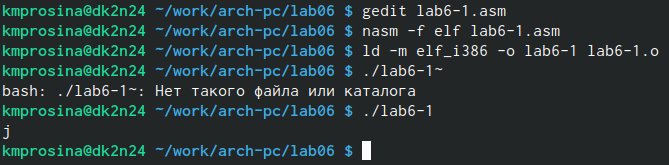 kmprosina@dk2n24 ~/work/arch-pc/lab06 $ gedit lab6-1.asm
kmprosina@dk2n24 ~/work/arch-pc/lab06 $ nasm -f elf lab6-1.asm
kmprosina@dk2n24 ~/work/arch-pc/lab06 $ ld -m elf_i386 -o lab6-1 lab6-1.o
kmprosina@dk2n24 ~/work/arch-pc/lab06 $ ./lab6-1~
bash: ./lab6-1~: Нет такого файла или каталога
kmprosina@dk2n24 ~/work/arch-pc/lab06 $ ./lab6-1
j
kmprosina@dk2n24 ~/work/arch-pc/lab06 $